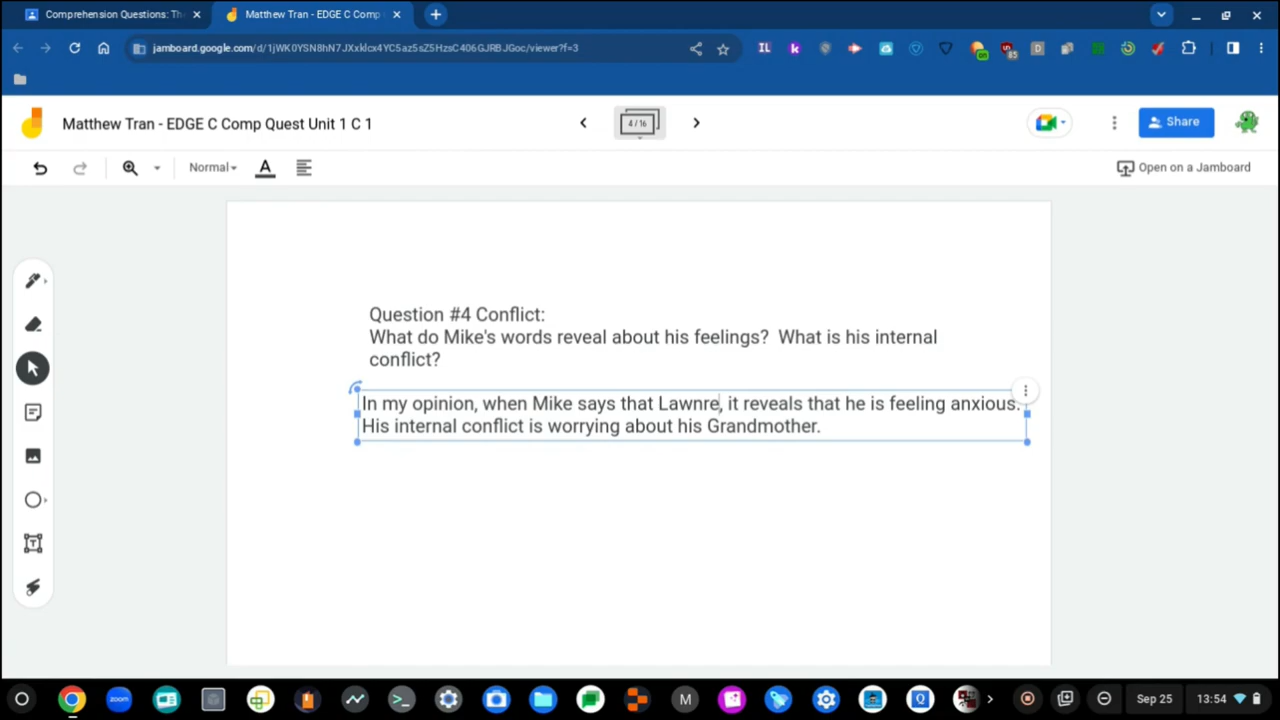 Comprehension Questions: Th
Matthew Tran - EDGE C Comp
jamboard.google.com/d/1jWK0YSN8hN7JXxklcx4YC5az5sZ5HzsC406GJRBJGoc/viewer?f=3
Matthew Tran - EDGE C Comp Quest Unit 1 C 1
4 / 16
Share
Normal
A
Open on a Jamboard
Question #4 Conflict:
What do Mike's words reveal about his feelings? What is his internal
conflict?
In my opinion, when Mike says that Lawnre, it reveals that he is feeling anxious.
His internal conflict is worrying about his Grandmother.
zoom
M
Q
Sep 25
13:54